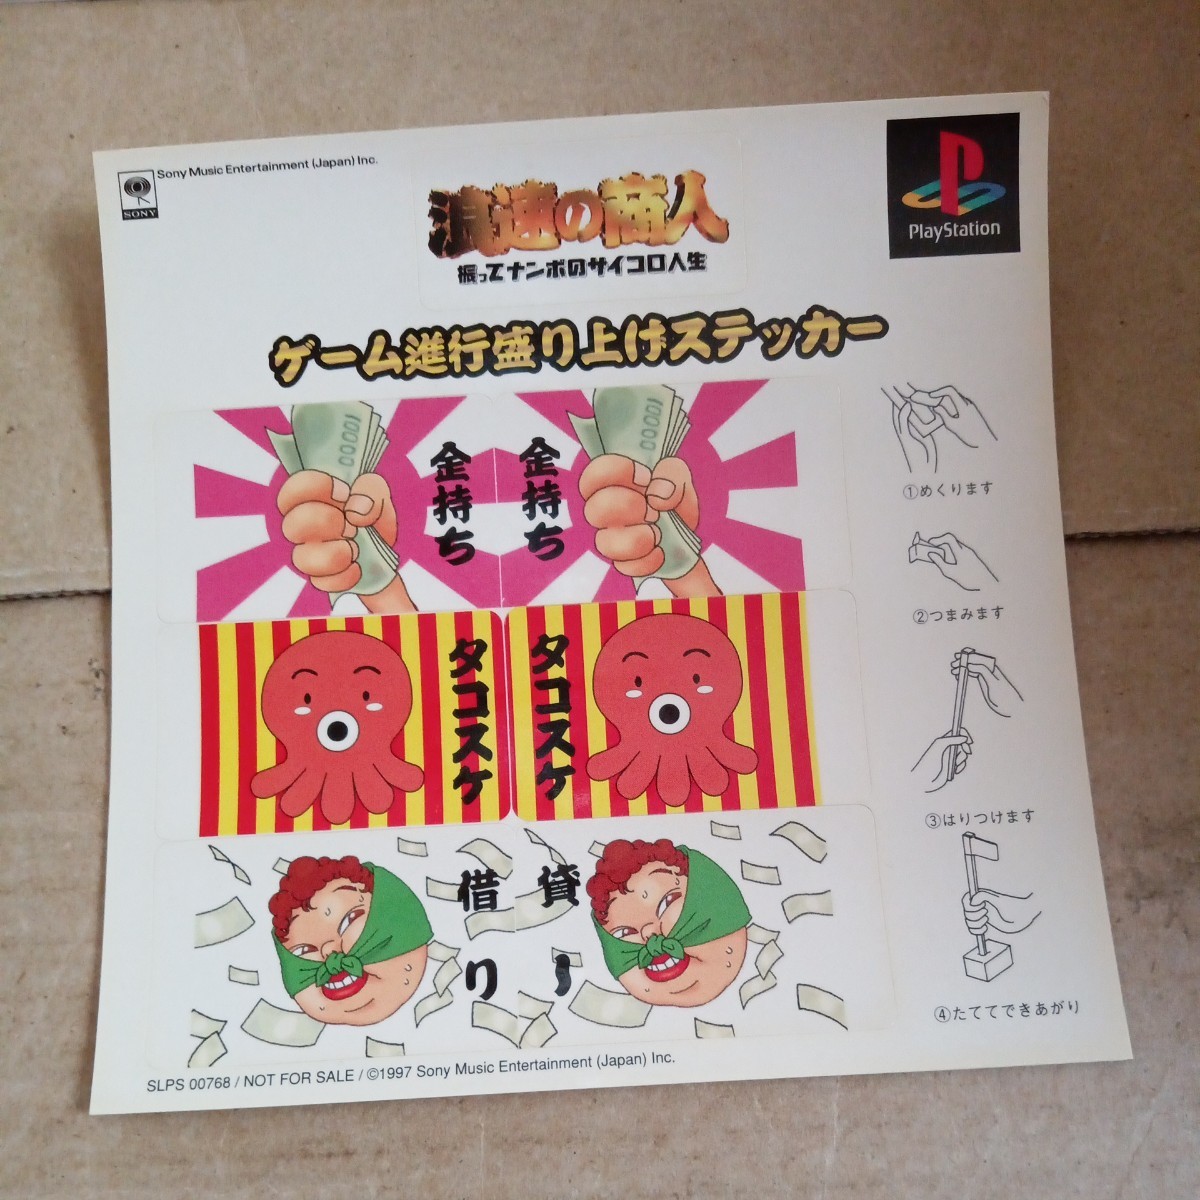 Sony Music Entertainment (Japan) Inc.
SONY
浪速の商人
振ってナンボのサイコロ人生
PlayStation
ゲーム進行盛り上げステッカー
10000
金持ち
金持ち
10000
①めくります
②つまみます
タコスケ
タコスケ
③はりつけます
借り
貸し
④たててできあがり
SLPS 00768 / NOT FOR SALE / ©1997 Sony Music Entertainment (Japan) Inc.